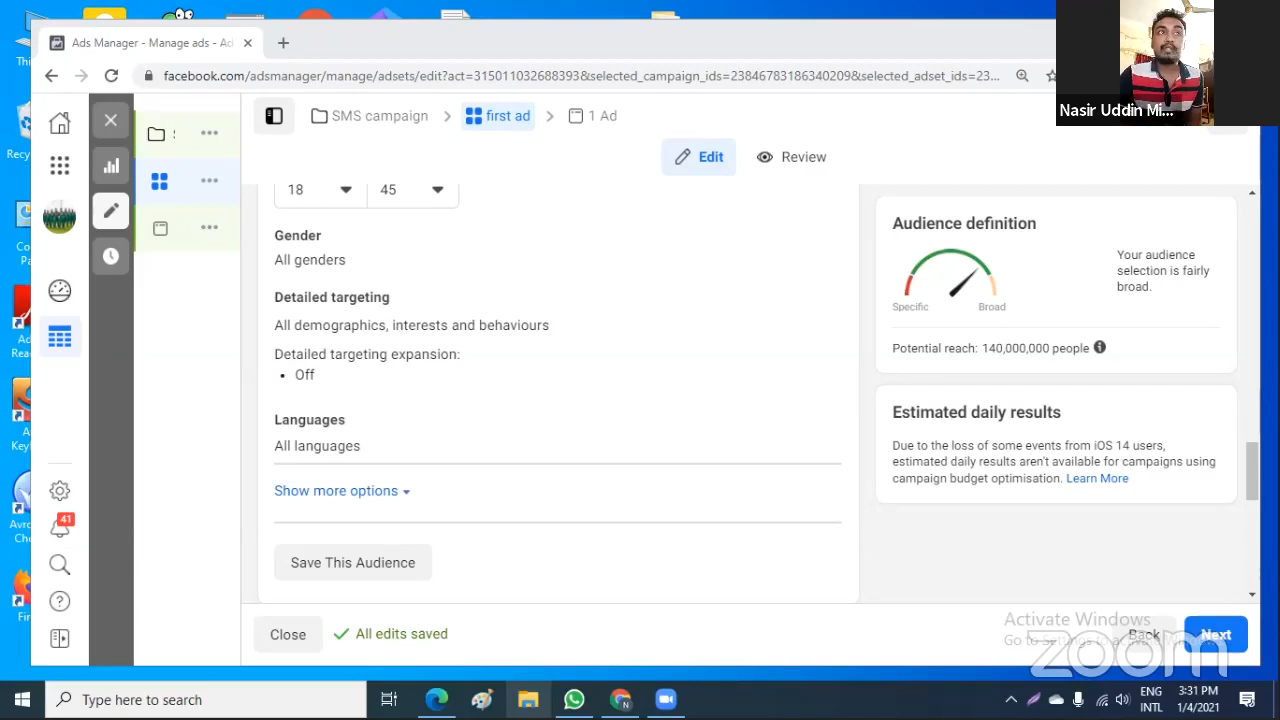 Ads Manager - Manage ads - Ad
facebook.com/adsmanager/manage/adsets/edit?act=315011032688393&selected_campaign_ids=23846783186340209&selected_adset_ids=23...
Nasir Uddin Mi...
SMS campaign
first ad
1 Ad
Edit
Review
18
45
Gender
All genders
Detailed targeting
All demographics, interests and behaviours
Detailed targeting expansion:
• Off
Languages
All languages
Show more options
Save This Audience
Audience definition
Your audience
selection is fairly
broad.
Specific
Broad
Potential reach: 140,000,000 people
Estimated daily results
Due to the loss of some events from iOS 14 users,
estimated daily results aren't available for campaigns using
campaign budget optimisation. Learn More
41
Close
All edits saved
Activate Windows
Go to Settings to
Back
Next
zoom
Type here to search
ENG
INTL
3:31 PM
1/4/2021